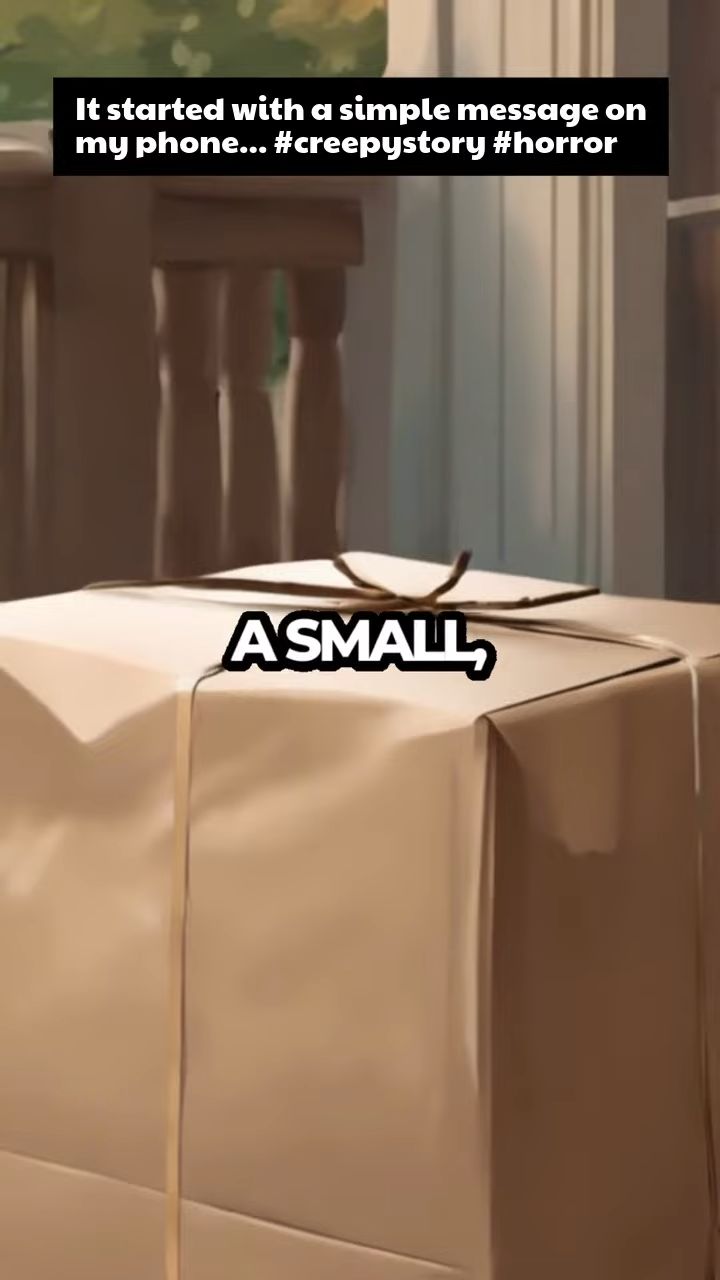 It started with a simple message on
my phone... #creepystory #horror
A SMALL,